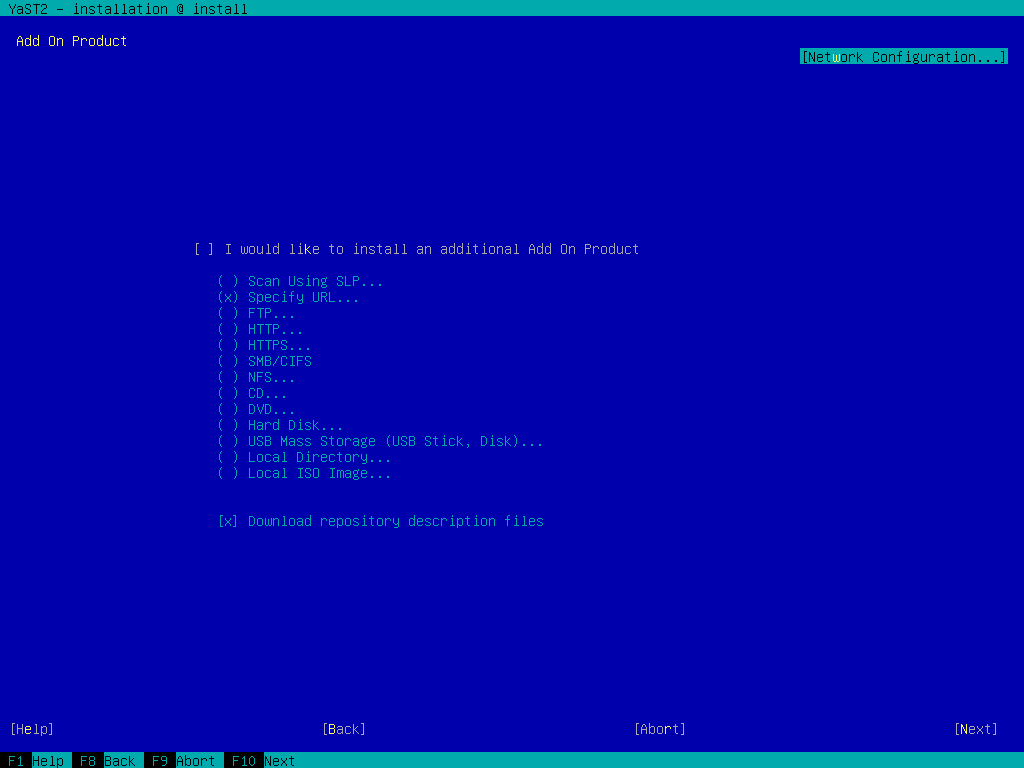 YaST2 - installation @ install
Add On Product
[Network Configuration...]
[ ] I would like to install an additional Add On Product
( ) Scan Using SLP...
(x) Specify URL...
( ) FTP...
( ) HTTP...
( ) HTTPS...
( ) SMB/CIFS
( ) NFS...
( ) CD...
( ) DVD...
( ) Hard Disk...
( ) USB Mass Storage (USB Stick, Disk)...
( ) Local Directory...
( ) Local ISO Image...
[x] Download repository description files
[Help] [Back] [Abort] [Next]
F1 Help F8 Back F9 Abort F10 Next